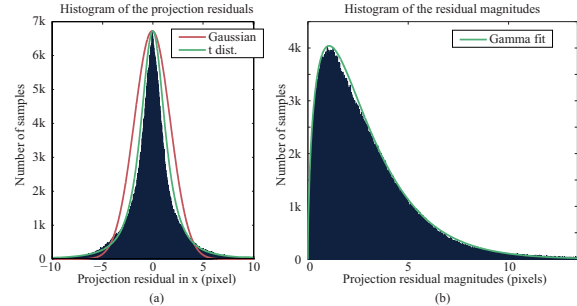 Histogram of the projection residuals
7k
6k
5k
4k
3k
2k
1k
0
Number of samples
Gaussian
t dist.
−10
−5
0
5
10
Projection residual in x (pixel)
(a)
Histogram of the residual magnitudes
4k
3k
2k
1k
0
Number of samples
Gamma fit
0
5
10
Projection residual magnitudes (pixels)
(b)